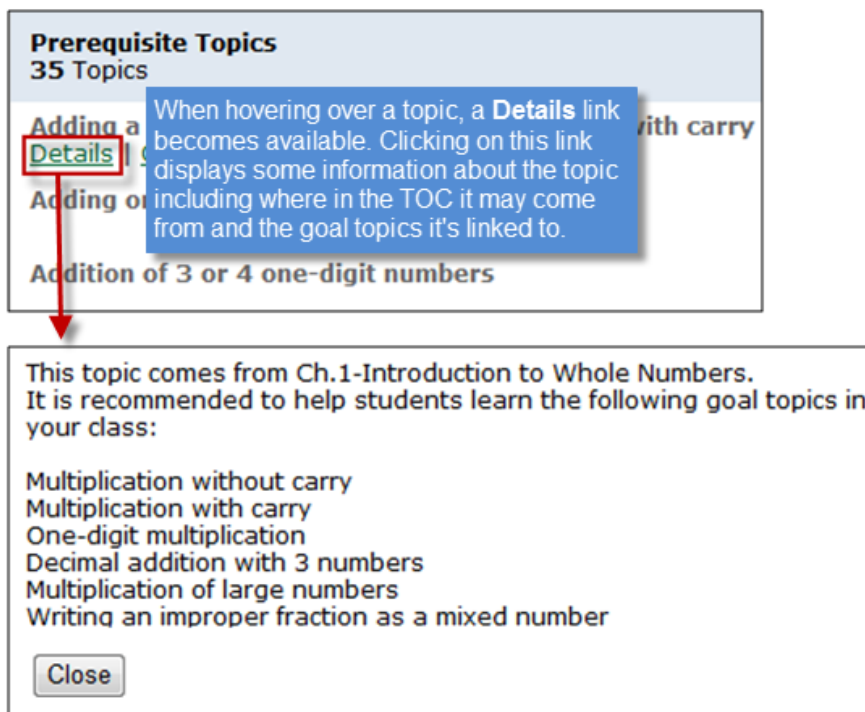 Prerequisite Topics
35 Topics
Adding a
with carry
Details |
When hovering over a topic, a Details link
becomes available. Clicking on this link
displays some information about the topic
including where in the TOC it may come
from and the goal topics it's linked to.
Adding
Addition of 3 or 4 one-digit numbers
This topic comes from Ch.1-Introduction to Whole Numbers.
It is recommended to help students learn the following goal topics in
your class:
Multiplication without carry
Multiplication with carry
One-digit multiplication
Decimal addition with 3 numbers
Multiplication of large numbers
Writing an improper fraction as a mixed number
Close